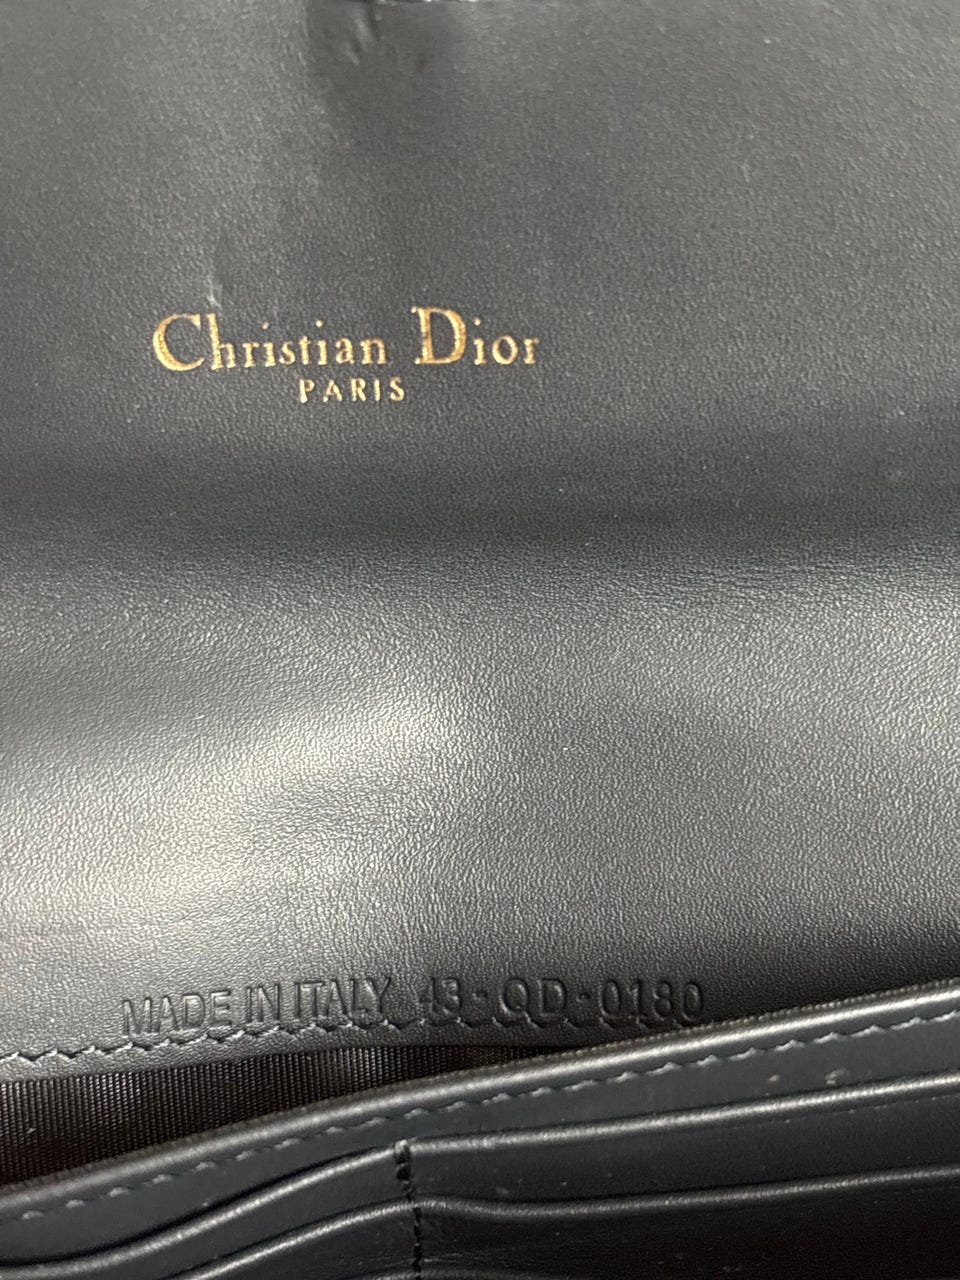 Christian Dior
PARIS
MADE IN ITALY 43-QD-0180